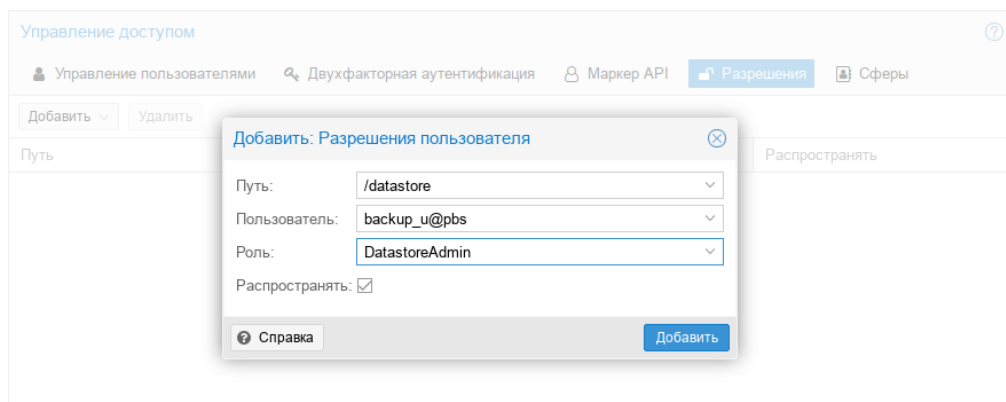 Управление доступом
Управление пользователями Двухфакторная аутентификация Маркер API Разрешения Сферы
Добавить Удалить
Путь Распространять
Добавить: Разрешения пользователя
Путь: /datastore
Пользователь: backup_u@pbs
Роль: DatastoreAdmin
Распространять:
Справка Добавить